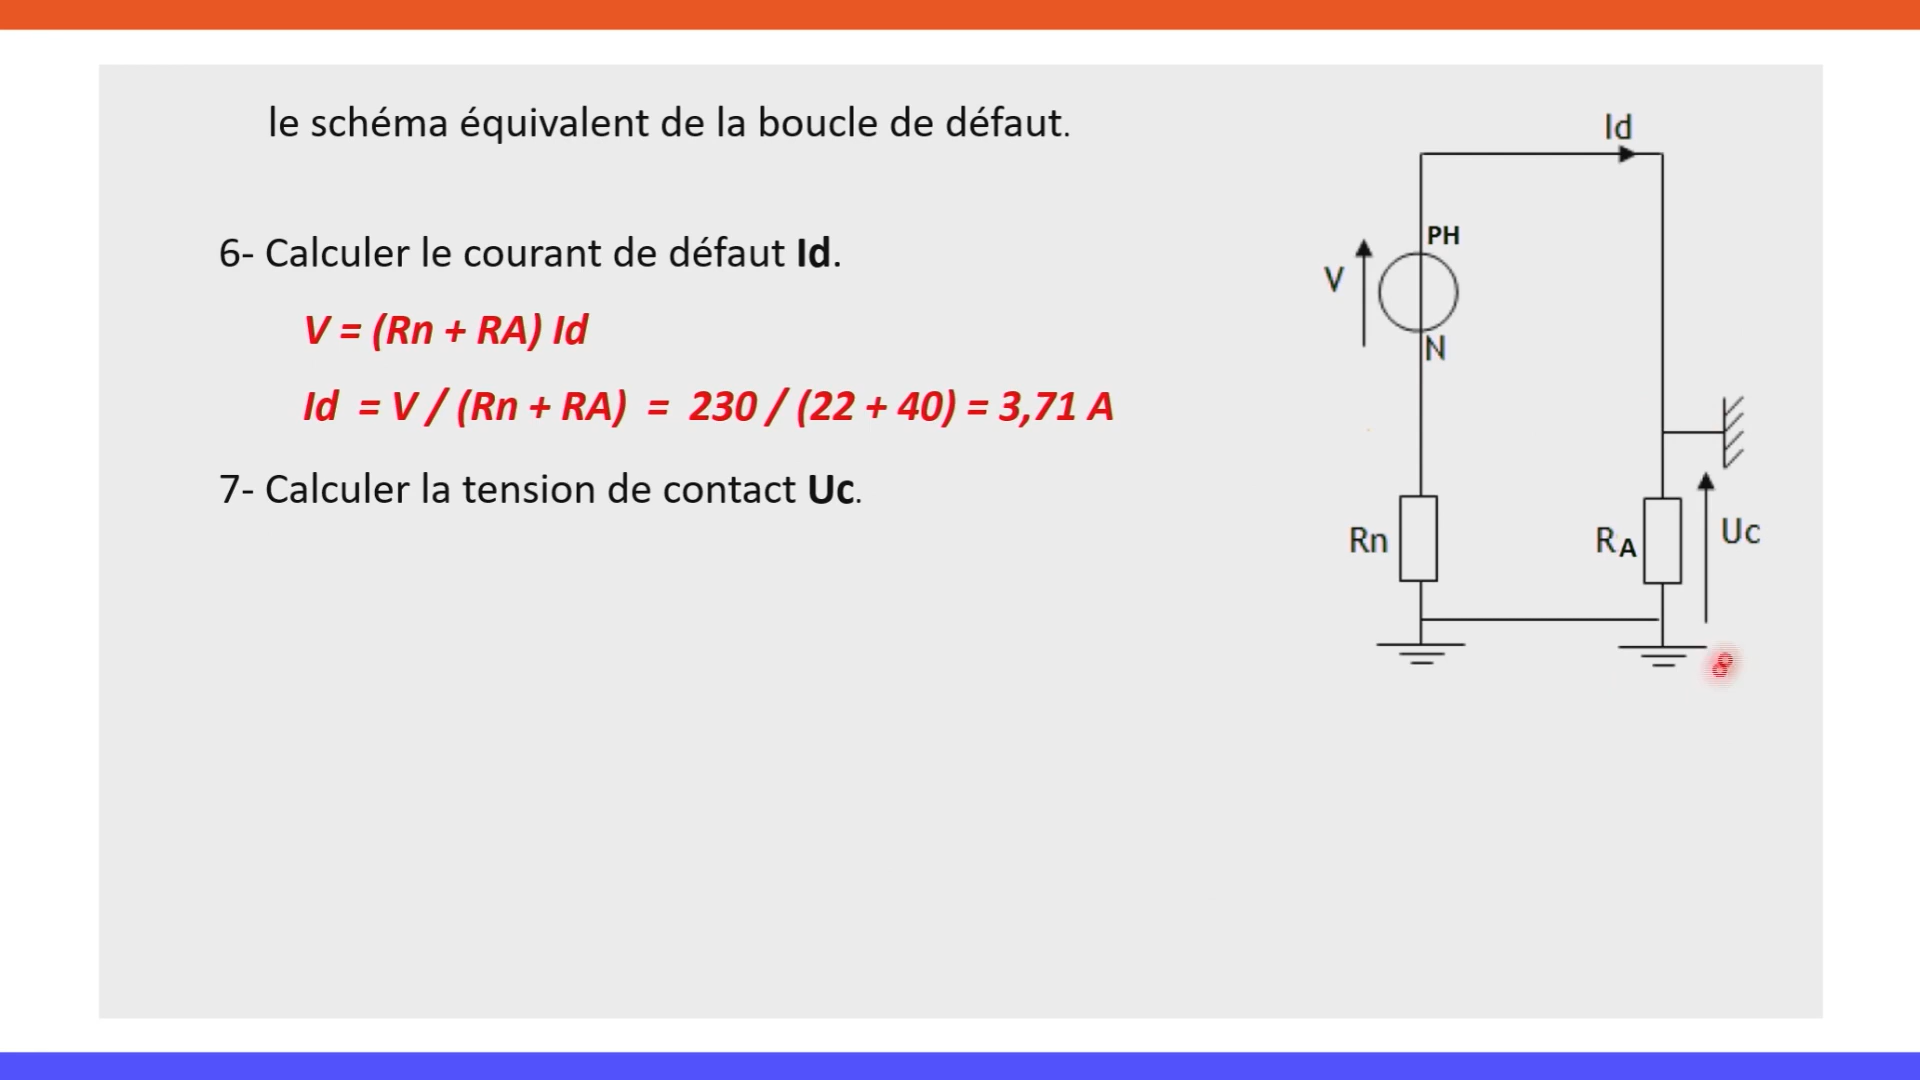 le schéma équivalent de la boucle de défaut.
6- Calculer le courant de défaut Id.
V = (Rn + RA) Id
Id = V / (Rn + RA) = 230 / (22 + 40) = 3,71 A
7- Calculer la tension de contact Uc.
Id
PH
V
N
Rn
RA
Uc